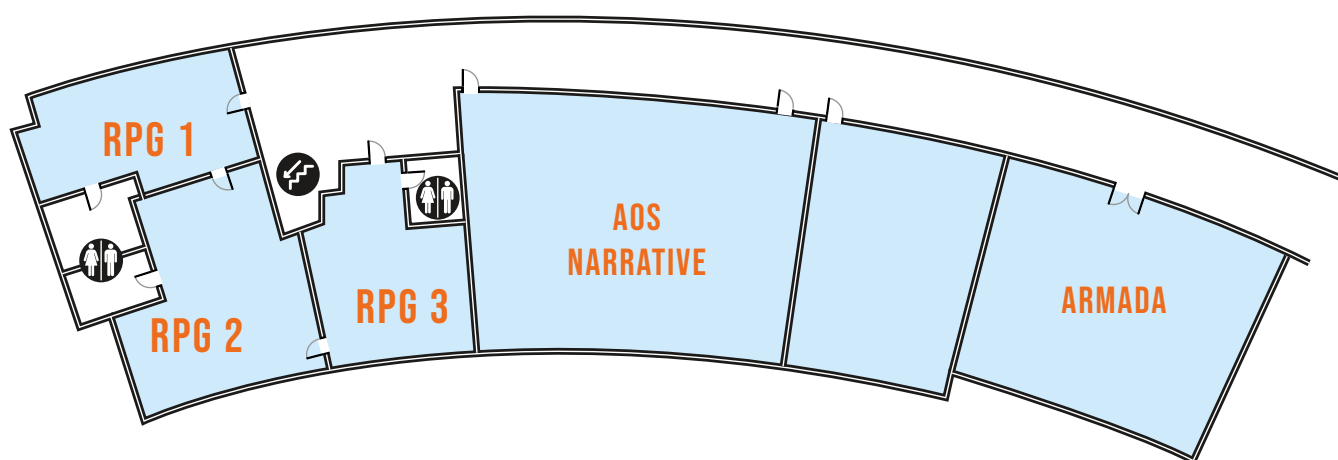 RPG 1
RPG 2
RPG 3
AOS
NARRATIVE
ARMADA